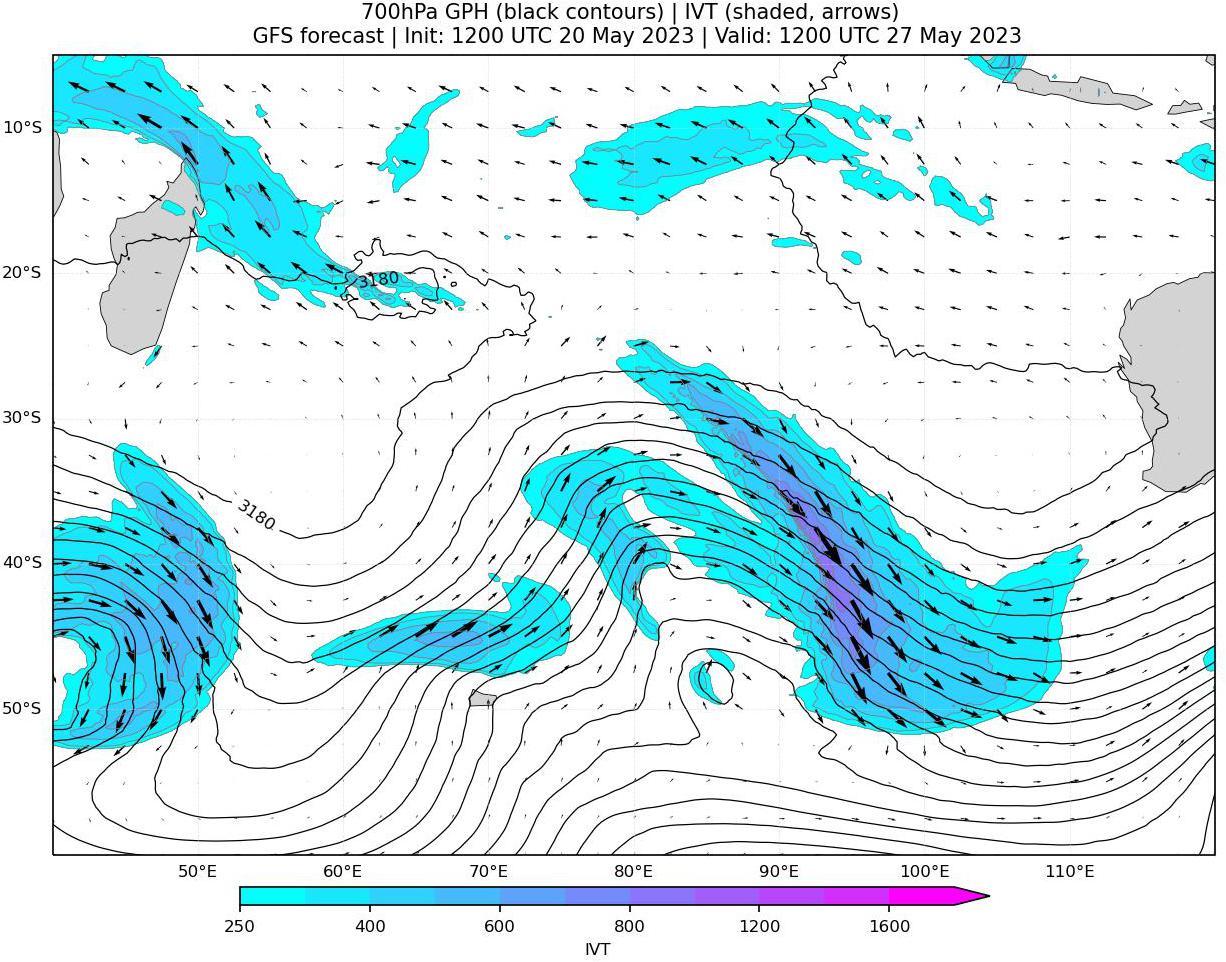 700hPa GPH (black contours) | IVT (shaded, arrows)
GFS forecast | Init: 1200 UTC 20 May 2023 | Valid: 1200 UTC 27 May 2023
10°S
20°S
3180
30°S
3180
40°S
50°S
50°E 60°E 70°E 80°E 90°E 100°E 110°E
250 400 600 800 1200 1600
IVT